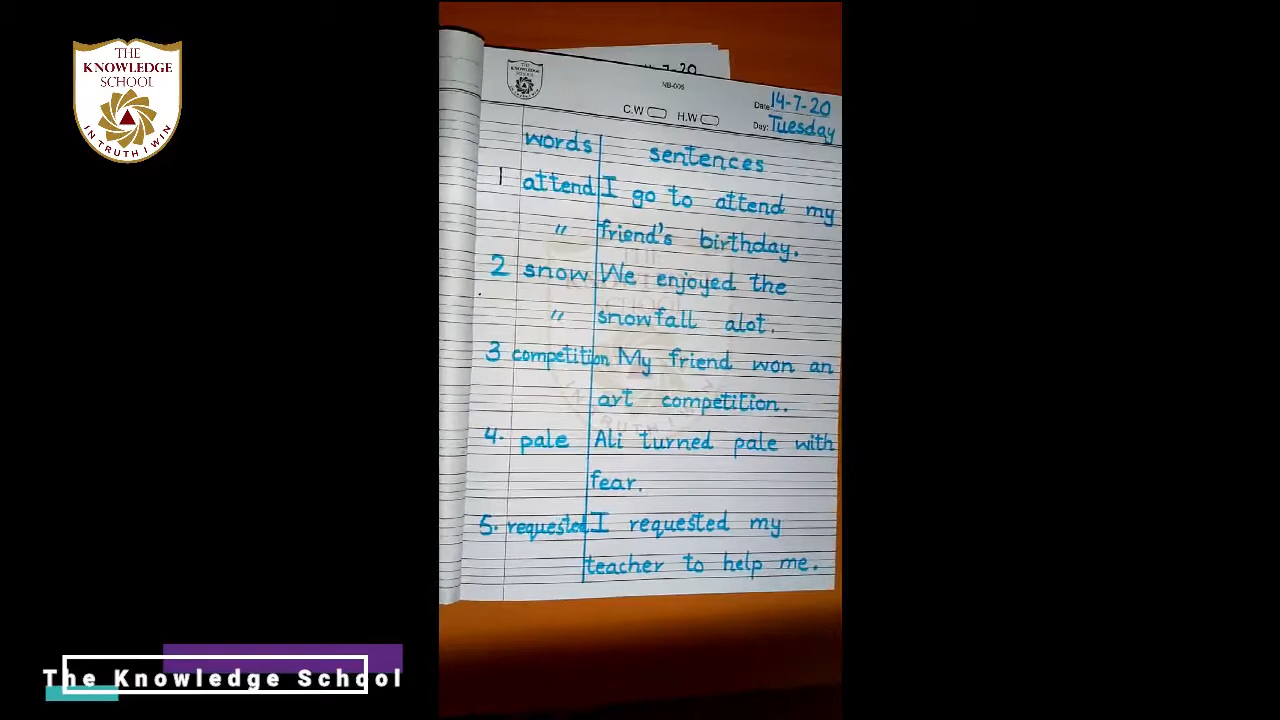 THE
KNOWLEDGE
SCHOOL
IN TRUTH I WIN
NB-006
C.W H.W
Date 14-7-20
Day: Tuesday
words sentences
1 attend I go to attend my
" friend's birthday.
2 snow We enjoyed the
" snowfall alot.
3 competition My friend won an
art competition.
4. pale Ali turned pale with
fear.
5. requested I requested my
teacher to help me.
The Knowledge School